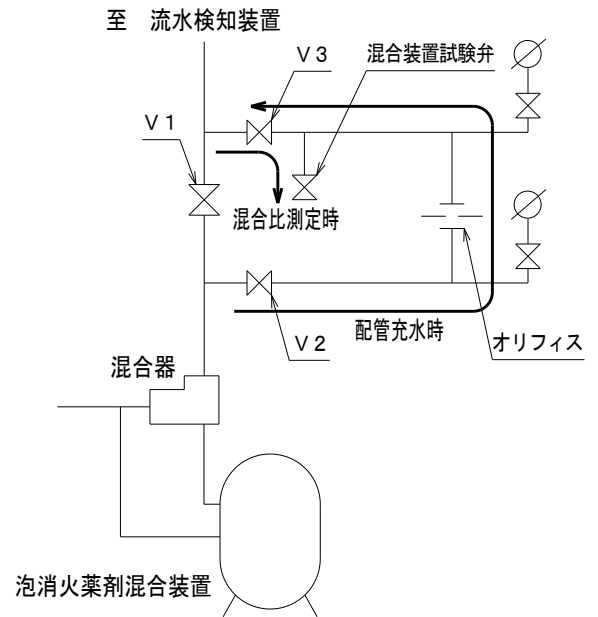 至　流水検知装置
Ｖ３
混合装置試験弁
Ｖ１
混合比測定時
配管充水時
Ｖ２
オリフィス
混合器
泡消火薬剤混合装置